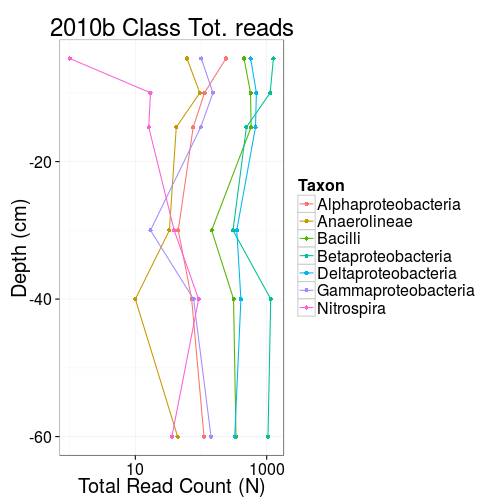 2010b Class Tot. reads
Depth (cm)
-20
-40
-60
10
1000
Total Read Count (N)
Taxon
Alphaproteobacteria
Anaerolineae
Bacilli
Betaproteobacteria
Deltaproteobacteria
Gammaproteobacteria
Nitrospira